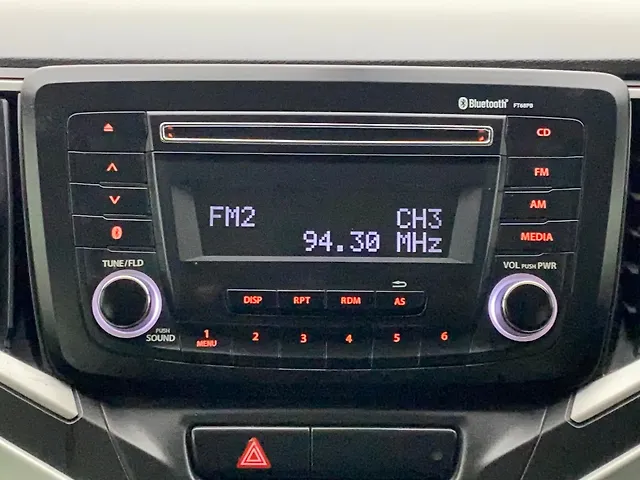 Bluetooth® FT68PB
CD
FM
AM
MEDIA
FM2 CH3
94.30 MHz
TUNE/FLD
VOL PUSH PWR
PUSH
SOUND
DISP RPT RDM AS
1 2 3 4 5 6
MENU